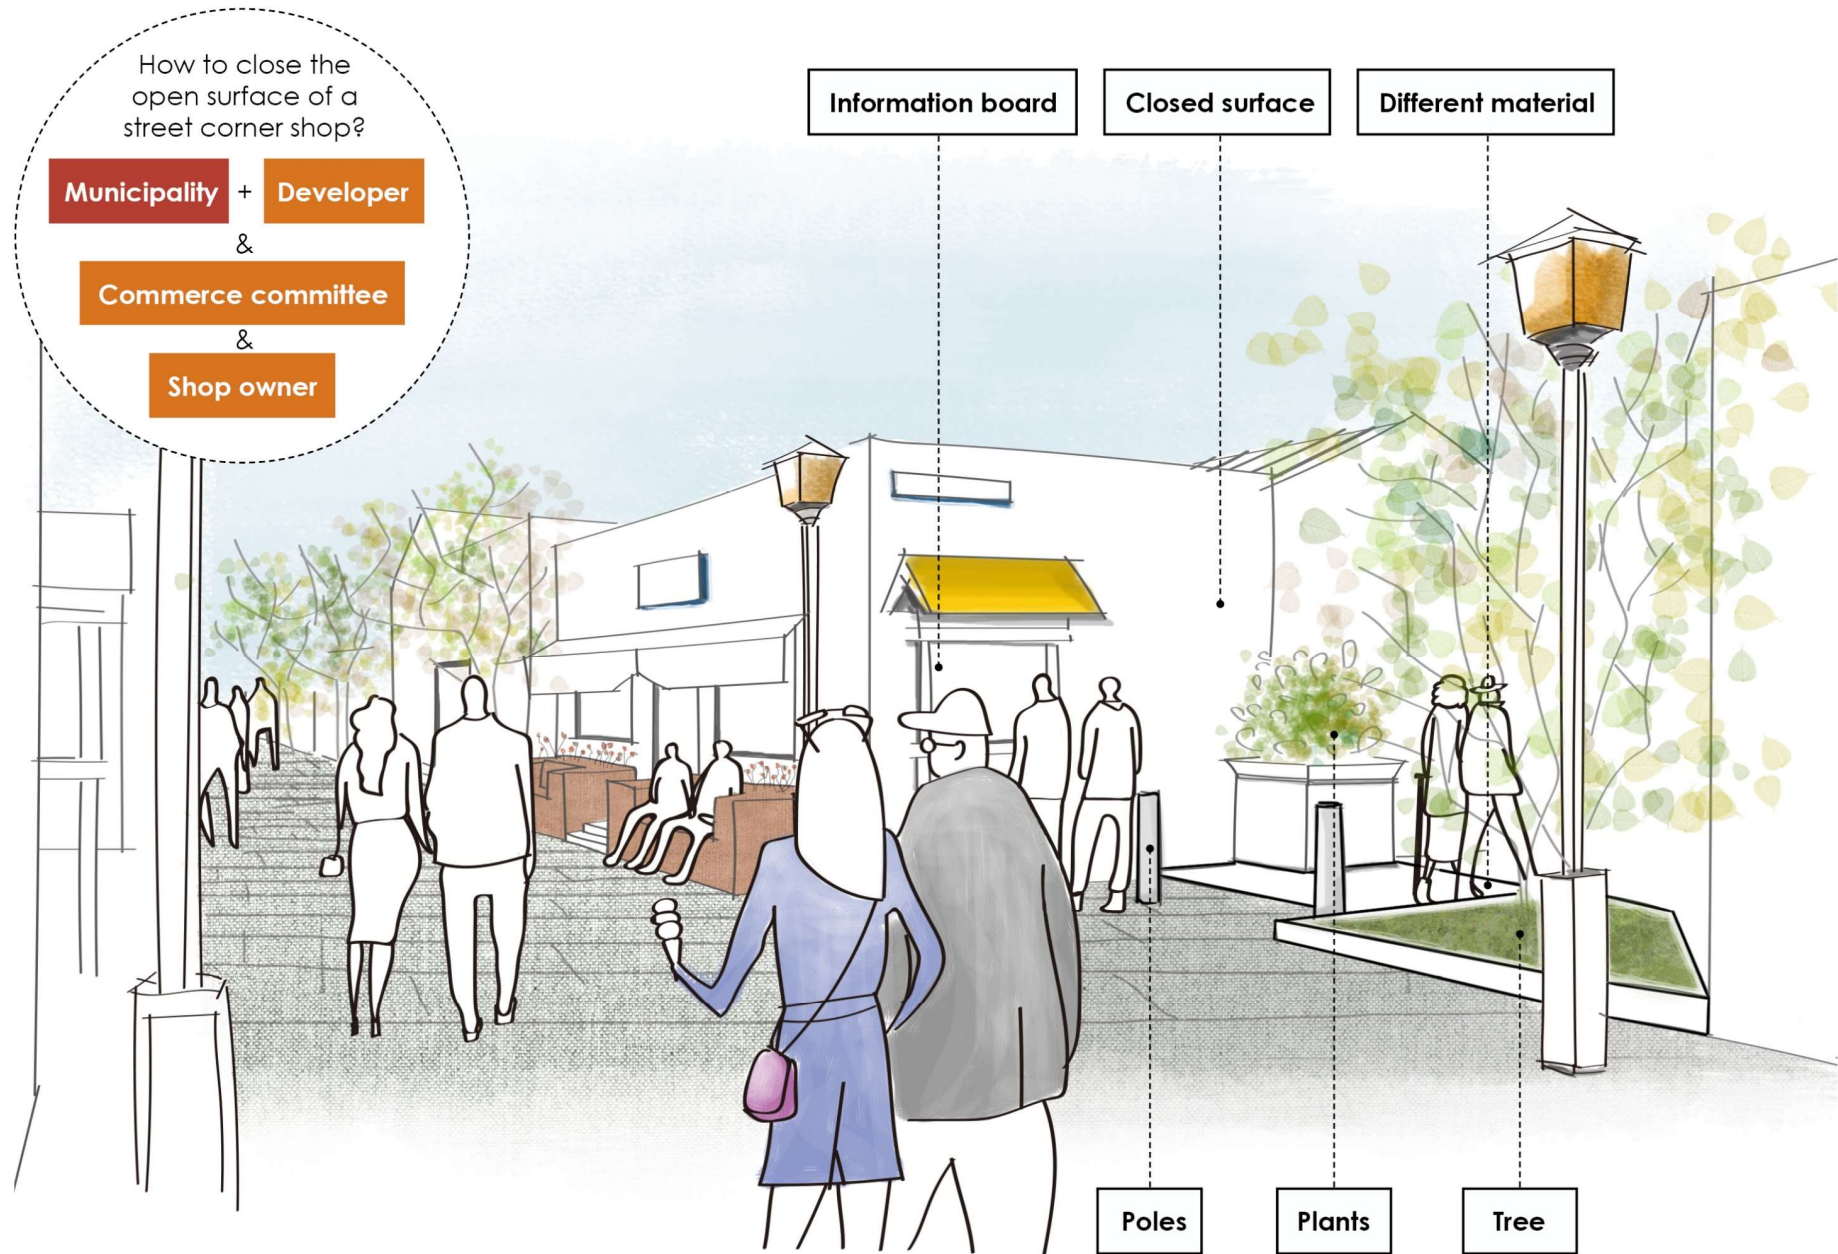 How to close the
open surface of a
street corner shop?
Municipality + Developer
&
Commerce committee
&
Shop owner
Information board
Closed surface
Different material
Poles
Plants
Tree